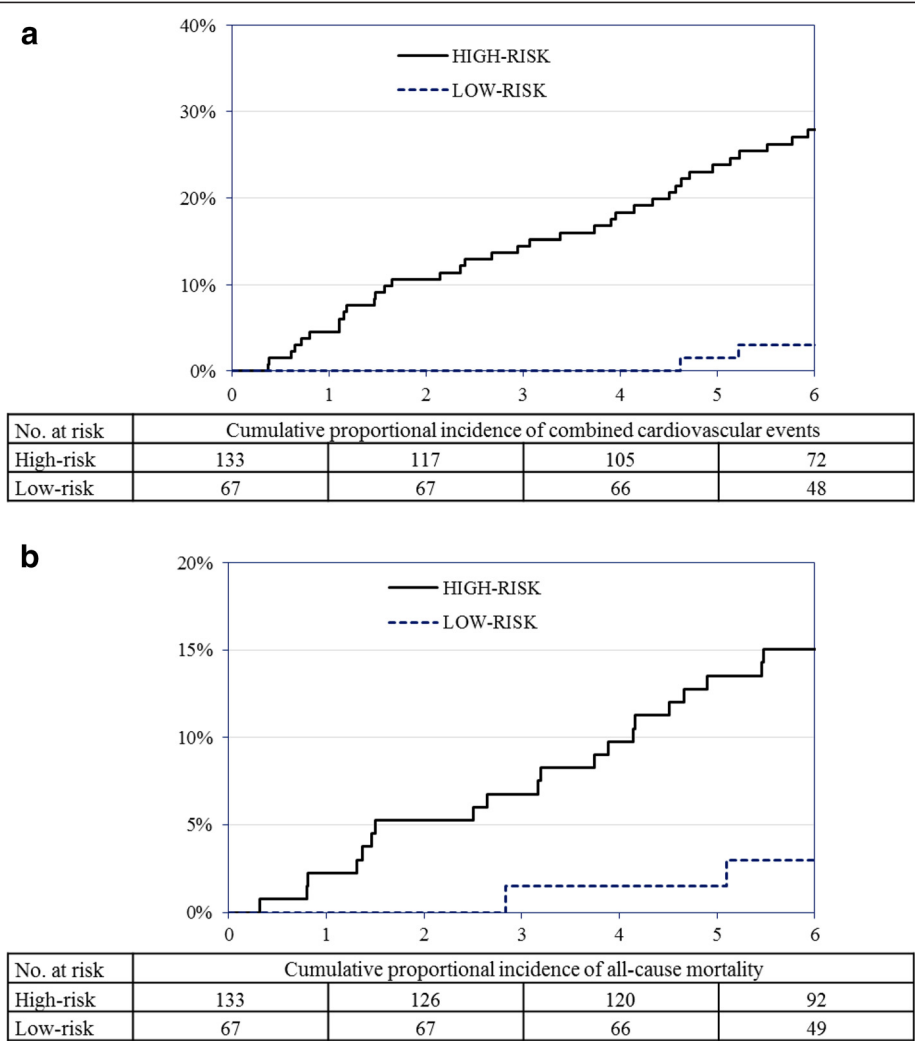 a
40%
HIGH-RISK
LOW-RISK
30%
20%
10%
0%
0 1 2 3 4 5 6
No. at risk Cumulative proportional incidence of combined cardiovascular events
High-risk 133 117 105 72
Low-risk 67 67 66 48
b
20%
HIGH-RISK
LOW-RISK
15%
10%
5%
0%
0 1 2 3 4 5 6
No. at risk Cumulative proportional incidence of all-cause mortality
High-risk 133 126 120 92
Low-risk 67 67 66 49